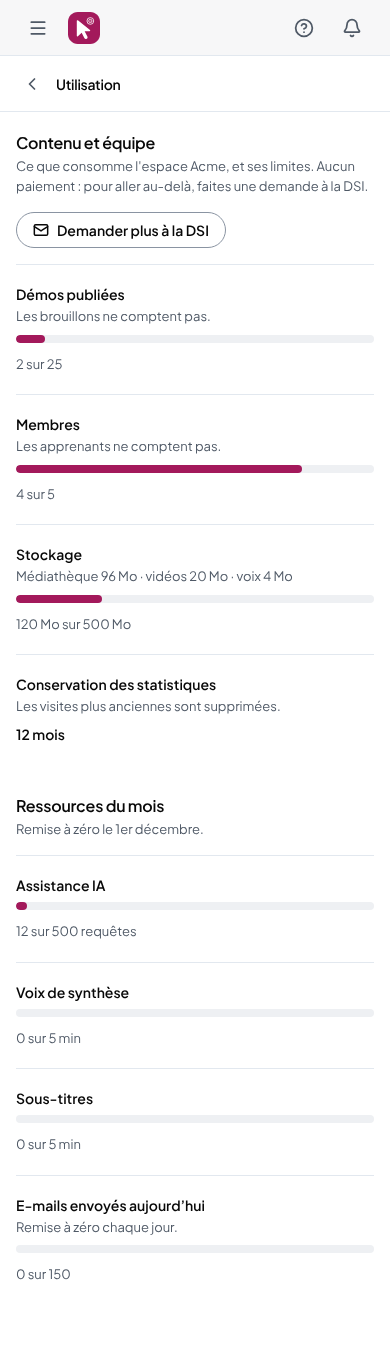 Utilisation
Contenu et équipe
Ce que consomme l’espace Acme, et ses limites. Aucun
paiement : pour aller au-delà, faites une demande à la DSI.
Demander plus à la DSI
Démos publiées
Les brouillons ne comptent pas.
2 sur 25
Membres
Les apprenants ne comptent pas.
4 sur 5
Stockage
Médiathèque 96 Mo · vidéos 20 Mo · voix 4 Mo
120 Mo sur 500 Mo
Conservation des statistiques
Les visites plus anciennes sont supprimées.
12 mois
Ressources du mois
Remise à zéro le 1er décembre.
Assistance IA
12 sur 500 requêtes
Voix de synthèse
0 sur 5 min
Sous-titres
0 sur 5 min
E-mails envoyés aujourd’hui
Remise à zéro chaque jour.
0 sur 150